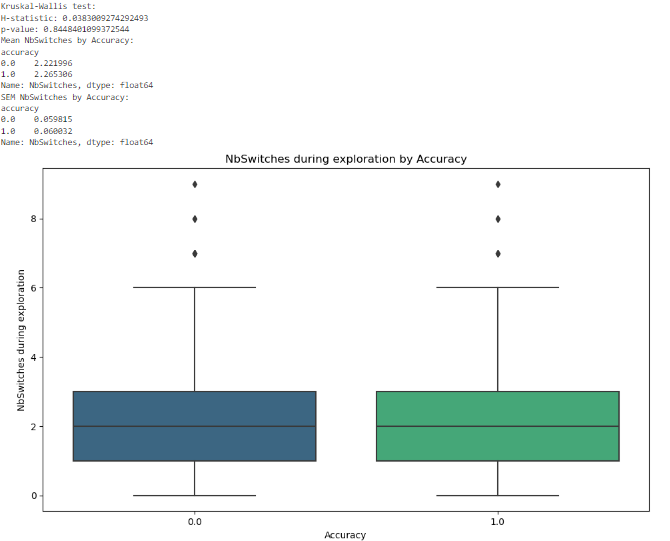 Kruskal-Wallis test:
H-statistic: 0.0383009274292493
p-value: 0.8448401099372544
Mean NbSwitches by Accuracy:
accuracy
0.0    2.221996
1.0    2.265306
Name: NbSwitches, dtype: float64
SEM NbSwitches by Accuracy:
accuracy
0.0    0.059815
1.0    0.060032
Name: NbSwitches, dtype: float64
NbSwitches during exploration by Accuracy
NbSwitches during exploration
8
6
4
2
0
0.0
1.0
Accuracy